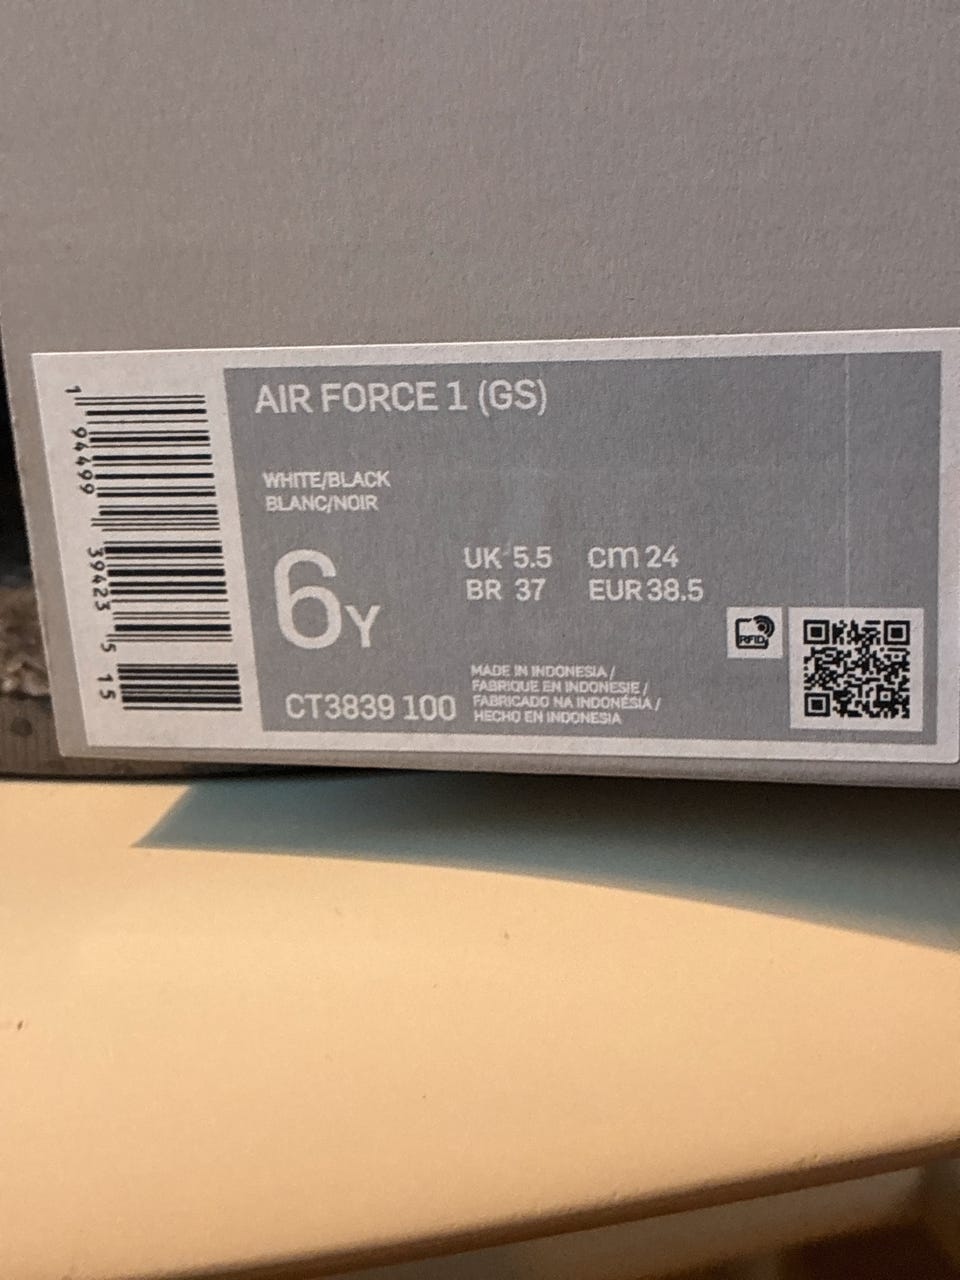 AIR FORCE 1 (GS)
WHITE/BLACK
BLANC/NOIR
6Y
UK 5.5 cm 24
BR 37 EUR 38.5
CT3839 100
MADE IN INDONESIA /
FABRIQUE EN INDONESIE /
FABRICADO NA INDONÉSIA /
HECHO EN INDONESIA
RFID
1 94499 39423 5 15